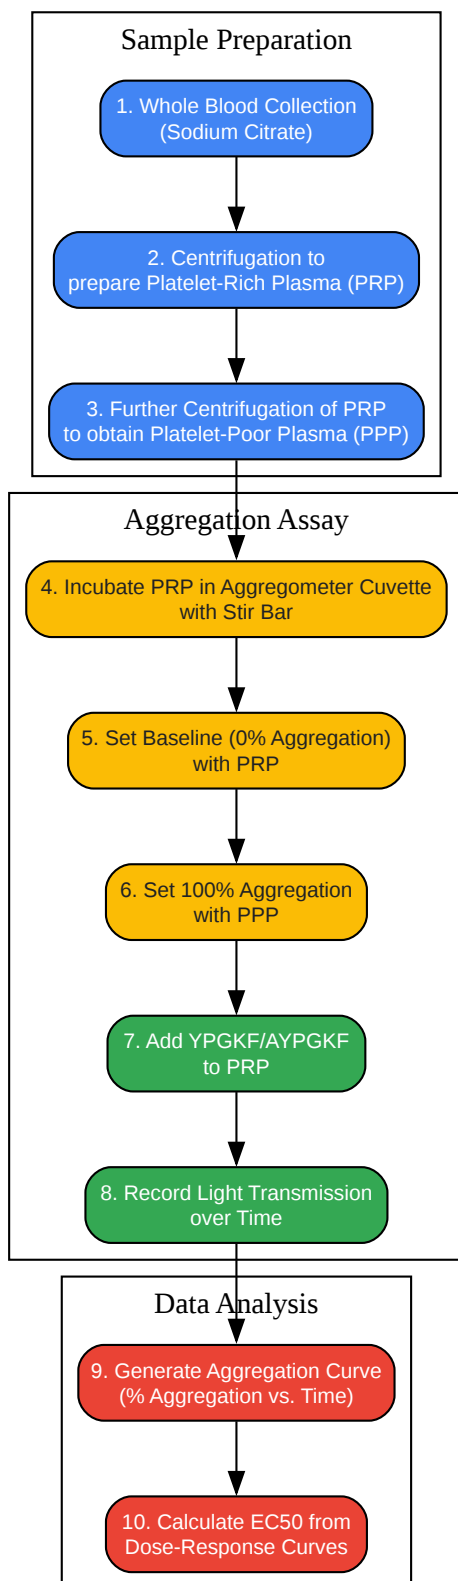 Sample Preparation
1. Whole Blood Collection
(Sodium Citrate)
2. Centrifugation to
prepare Platelet-Rich Plasma (PRP)
3. Further Centrifugation of PRP
to obtain Platelet-Poor Plasma (PPP)
Aggregation Assay
4. Incubate PRP in Aggregometer Cuvette
with Stir Bar
5. Set Baseline (0% Aggregation)
with PRP
6. Set 100% Aggregation
with PPP
7. Add YPGKF/AYPGKF
to PRP
8. Record Light Transmission
over Time
Data Analysis
9. Generate Aggregation Curve
(% Aggregation vs. Time)
10. Calculate EC50 from
Dose-Response Curves